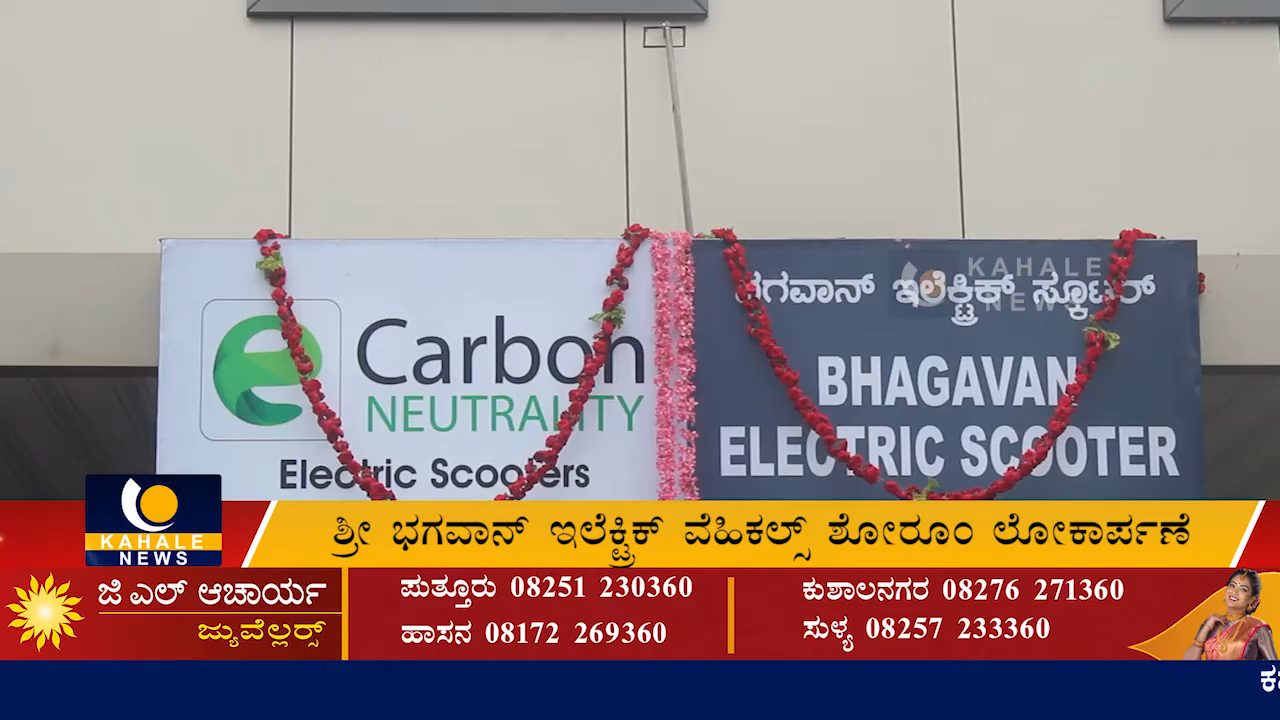 Carbon
NEUTRALITY
Electric Scooters
ಭಗವಾನ್ ಇಲೆಕ್ಟ್ರಿಕ್ ಸ್ಕೂಟರ್
KAHALE
NEWS
BHAGAVAN
ELECTRIC SCOOTER
KAHALE
NEWS
ಶ್ರೀ ಭಗವಾನ್ ಇಲೆಕ್ಟ್ರಿಕ್ ವೆಹಿಕಲ್ಸ್ ಶೋರೂಂ ಲೋಕಾರ್ಪಣೆ
ಜಿ ಎಲ್ ಆಚಾರ್ಯ
ಜ್ಯುವೆಲ್ಲರ್ಸ್
ಪುತ್ತೂರು 08251 230360
ಹಾಸನ 08172 269360
ಕುಶಾಲನಗರ 08276 271360
ಸುಳ್ಯ 08257 233360